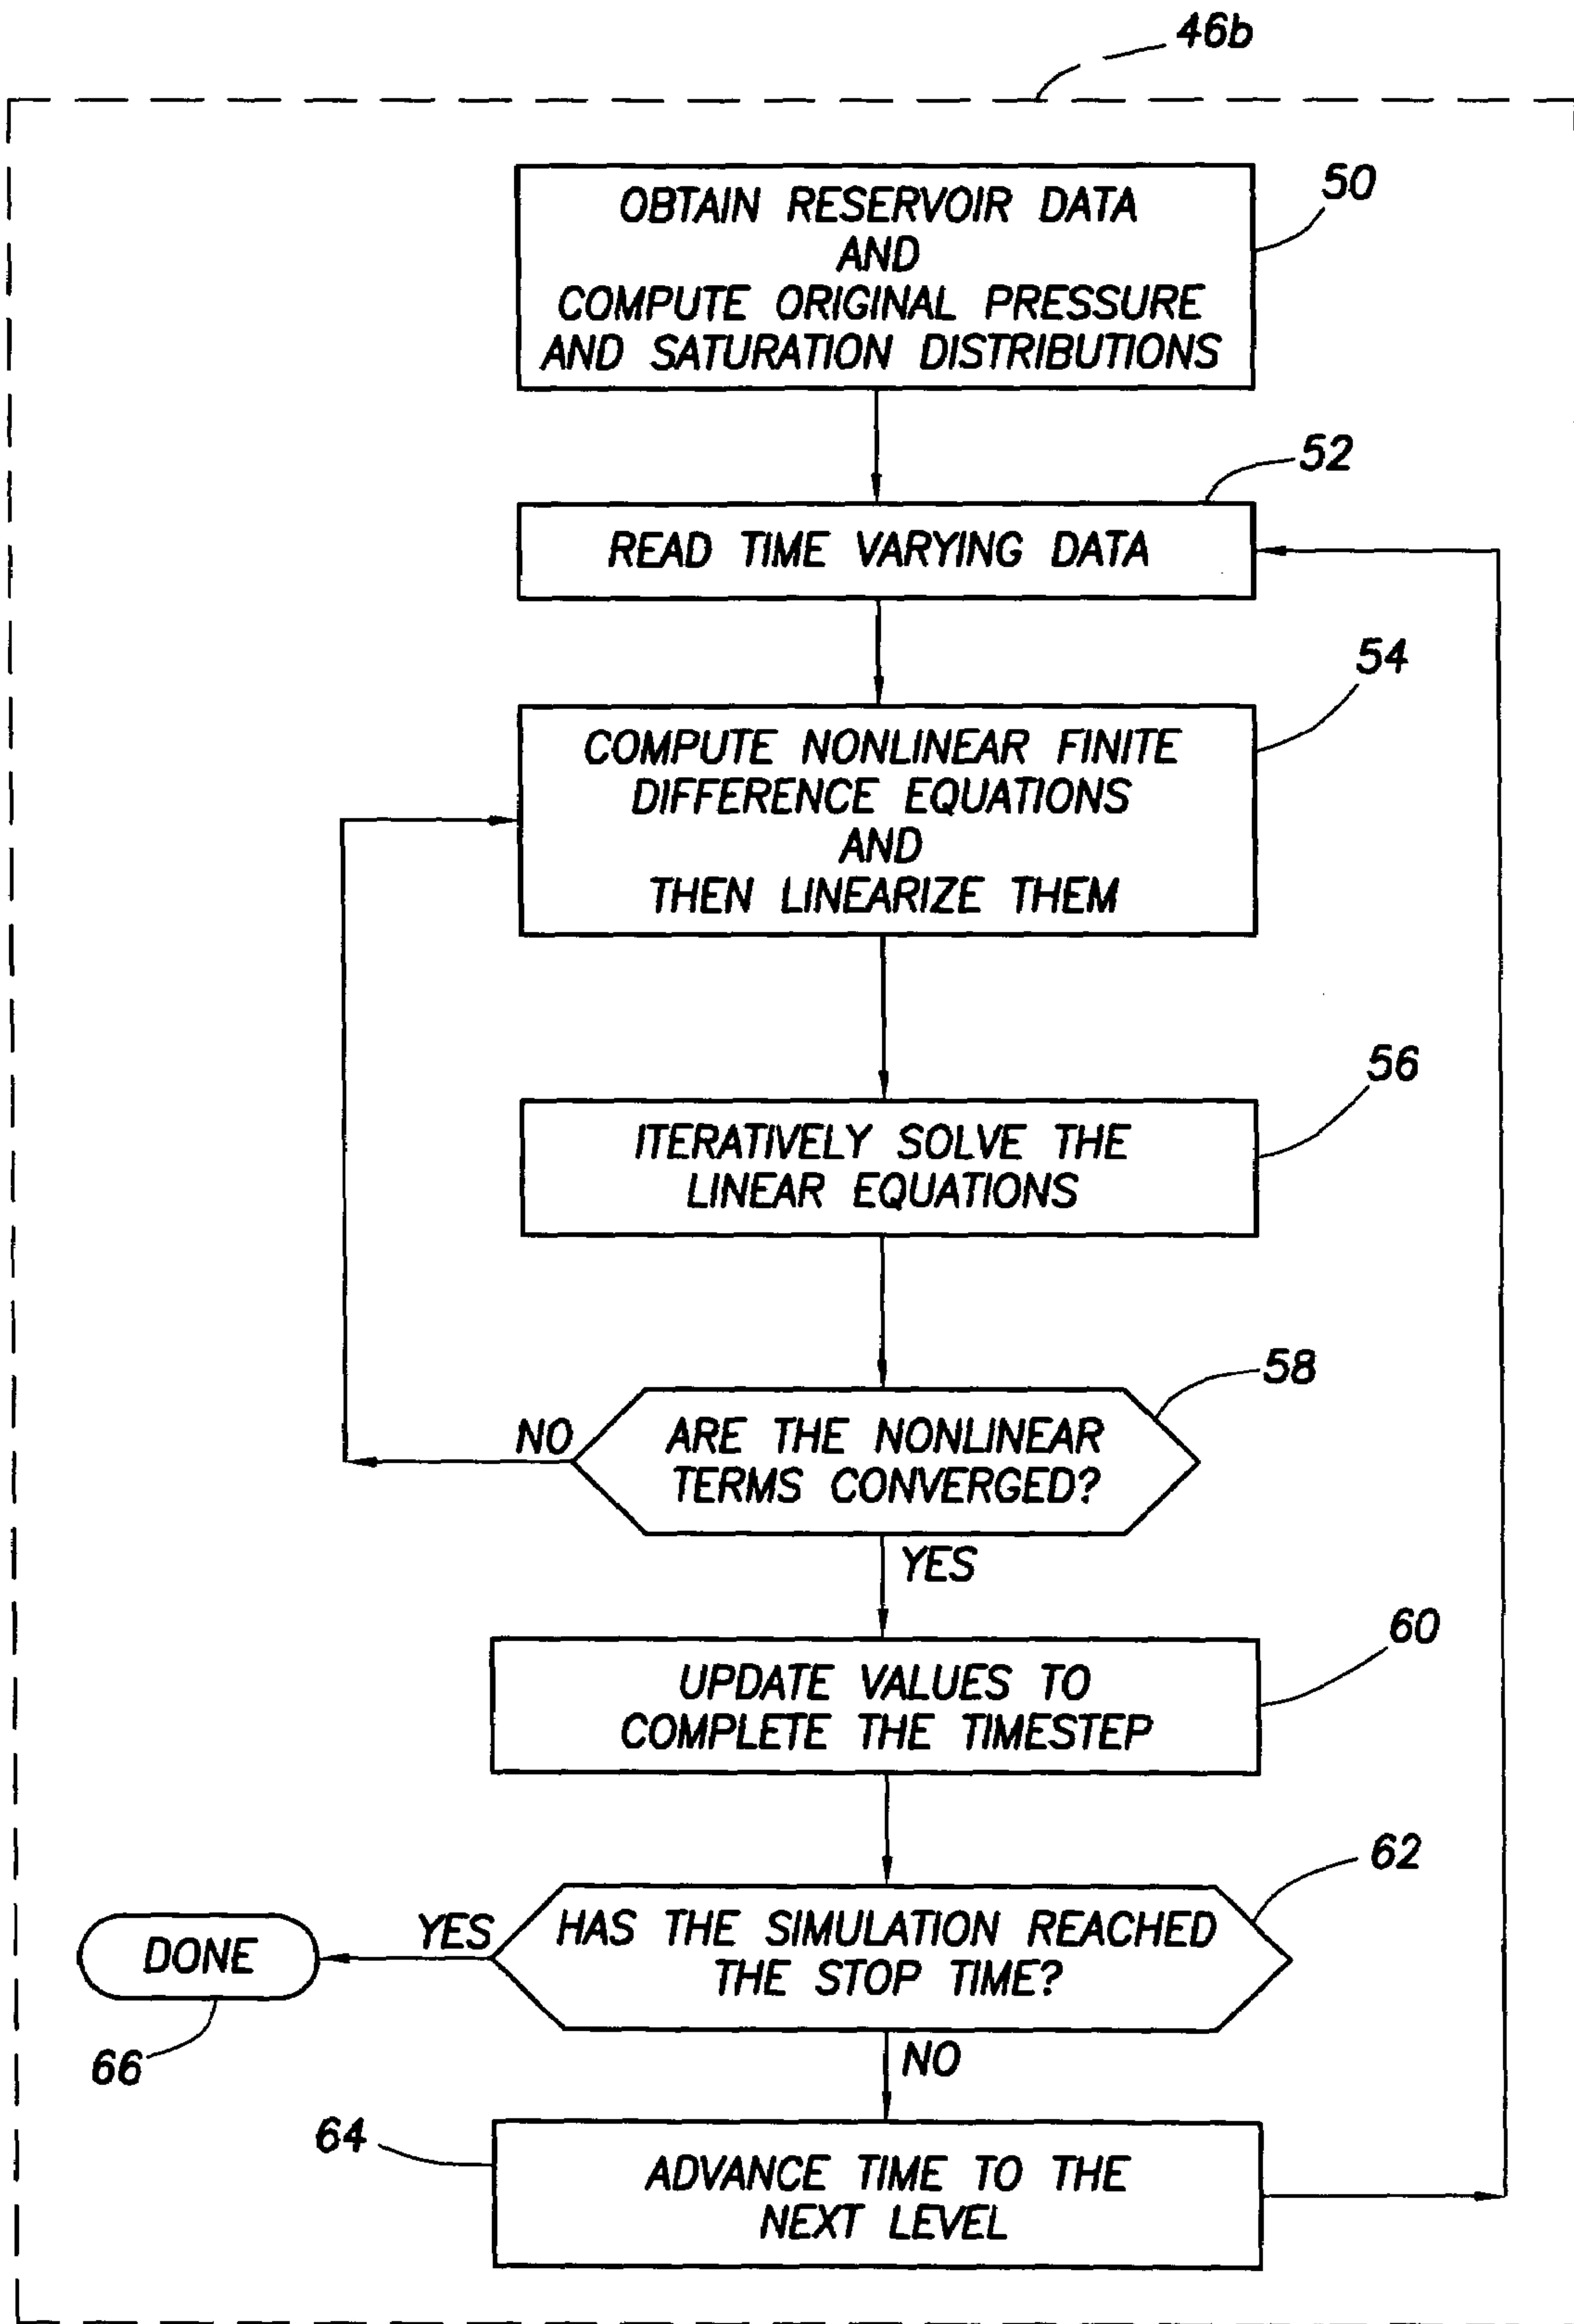 46b
OBTAIN RESERVOIR DATA
AND
COMPUTE ORIGINAL PRESSURE
AND SATURATION DISTRIBUTIONS
50
52
READ TIME VARYING DATA
54
COMPUTE NONLINEAR FINITE
DIFFERENCE EQUATIONS
AND
THEN LINEARIZE THEM
56
ITERATIVELY SOLVE THE
LINEAR EQUATIONS
58
NO
ARE THE NONLINEAR
TERMS CONVERGED?
YES
60
UPDATE VALUES TO
COMPLETE THE TIMESTEP
62
DONE
YES
HAS THE SIMULATION REACHED
THE STOP TIME?
66
NO
64
ADVANCE TIME TO THE
NEXT LEVEL